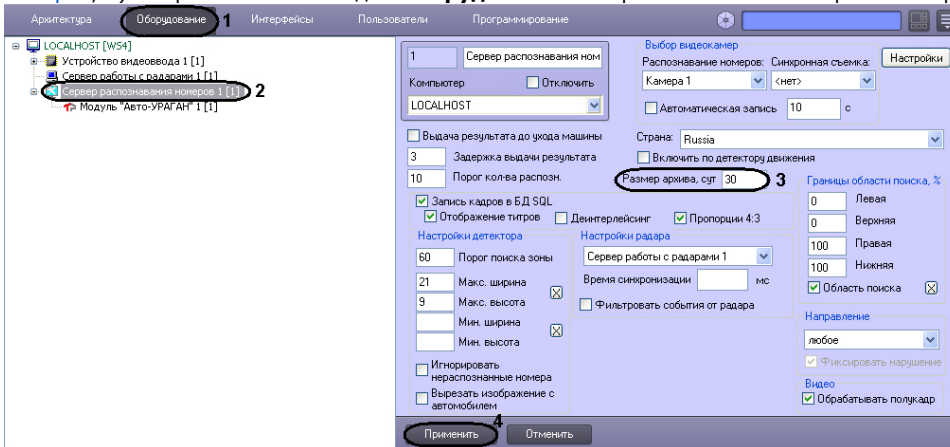 Архитектура Оборудование 1 Интерфейсы Пользователи Программирование
LOCALHOST [WS4]
Устройство видеоввода 1 [1]
Сервер работы с радарами 1 [1]
Сервер распознавания номеров 1 [1] 2
Модуль "Авто-УРАГАН" 1 [1]
1 Сервер распознавания ном
Компьютер Отключить
LOCALHOST
Выбор видеокамер
Распознавание номеров: Синхронная съемка: Настройки
Камера 1 <нет>
Автоматическая запись 10 с
Выдача результата до ухода машины
Страна: Russia
3 Задержка выдачи результата
Включить по детектору движения
10 Порог кол-ва распозн.
Размер архива, сут 30 3
Запись кадров в БД SQL
Отображение титров Деинтерлейсинг Пропорции 4:3
Настройки детектора
60 Порог поиска зоны
21 Макс. ширина
9 Макс. высота
Мин. ширина
Мин. высота
Игнорировать
нераспознанные номера
Вырезать изображение с
автомобилем
Настройки радара
Сервер работы с радарами 1
Время синхронизации мс
Фильтровать события от радара
Границы области поиска, %
0 Левая
0 Верхняя
100 Правая
100 Нижняя
Область поиска
Направление
любое
Фиксировать нарушение
Видео
Обрабатывать полукадр
Применить 4 Отменить